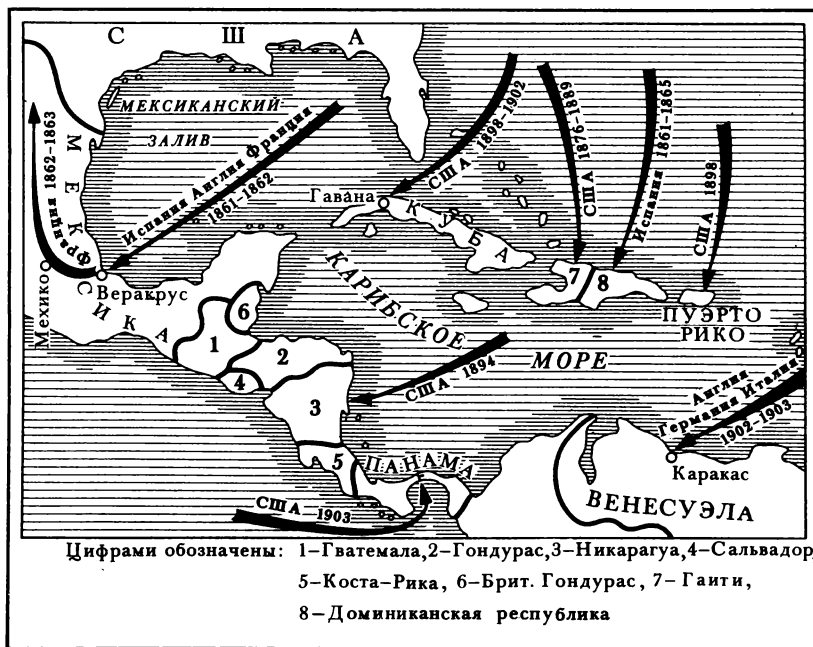 США
МЕКСИКАНСКИЙ
ЗАЛИВ
МЕКСИКА
Франция 1862–1863
Испания Англия Франция
1861–1862
США 1898–1902
США 1876–1889
Испания 1861–1865
США 1898
Гавана
КУБА
Мехико
Веракрус
КАРИБСКОЕ
МОРЕ
7
8
ПУЭРТО
РИКО
6
1
2
4
3
5
США 1894
Англия
Германия Италия
1902–1903
ПАНАМА
Каракас
ВЕНЕСУЭЛА
США 1903
Цифрами обозначены: 1–Гватемала, 2–Гондурас, 3–Никарагуа, 4–Сальвадор,
5–Коста–Рика, 6–Брит. Гондурас, 7–Гаити,
8–Доминиканская республика